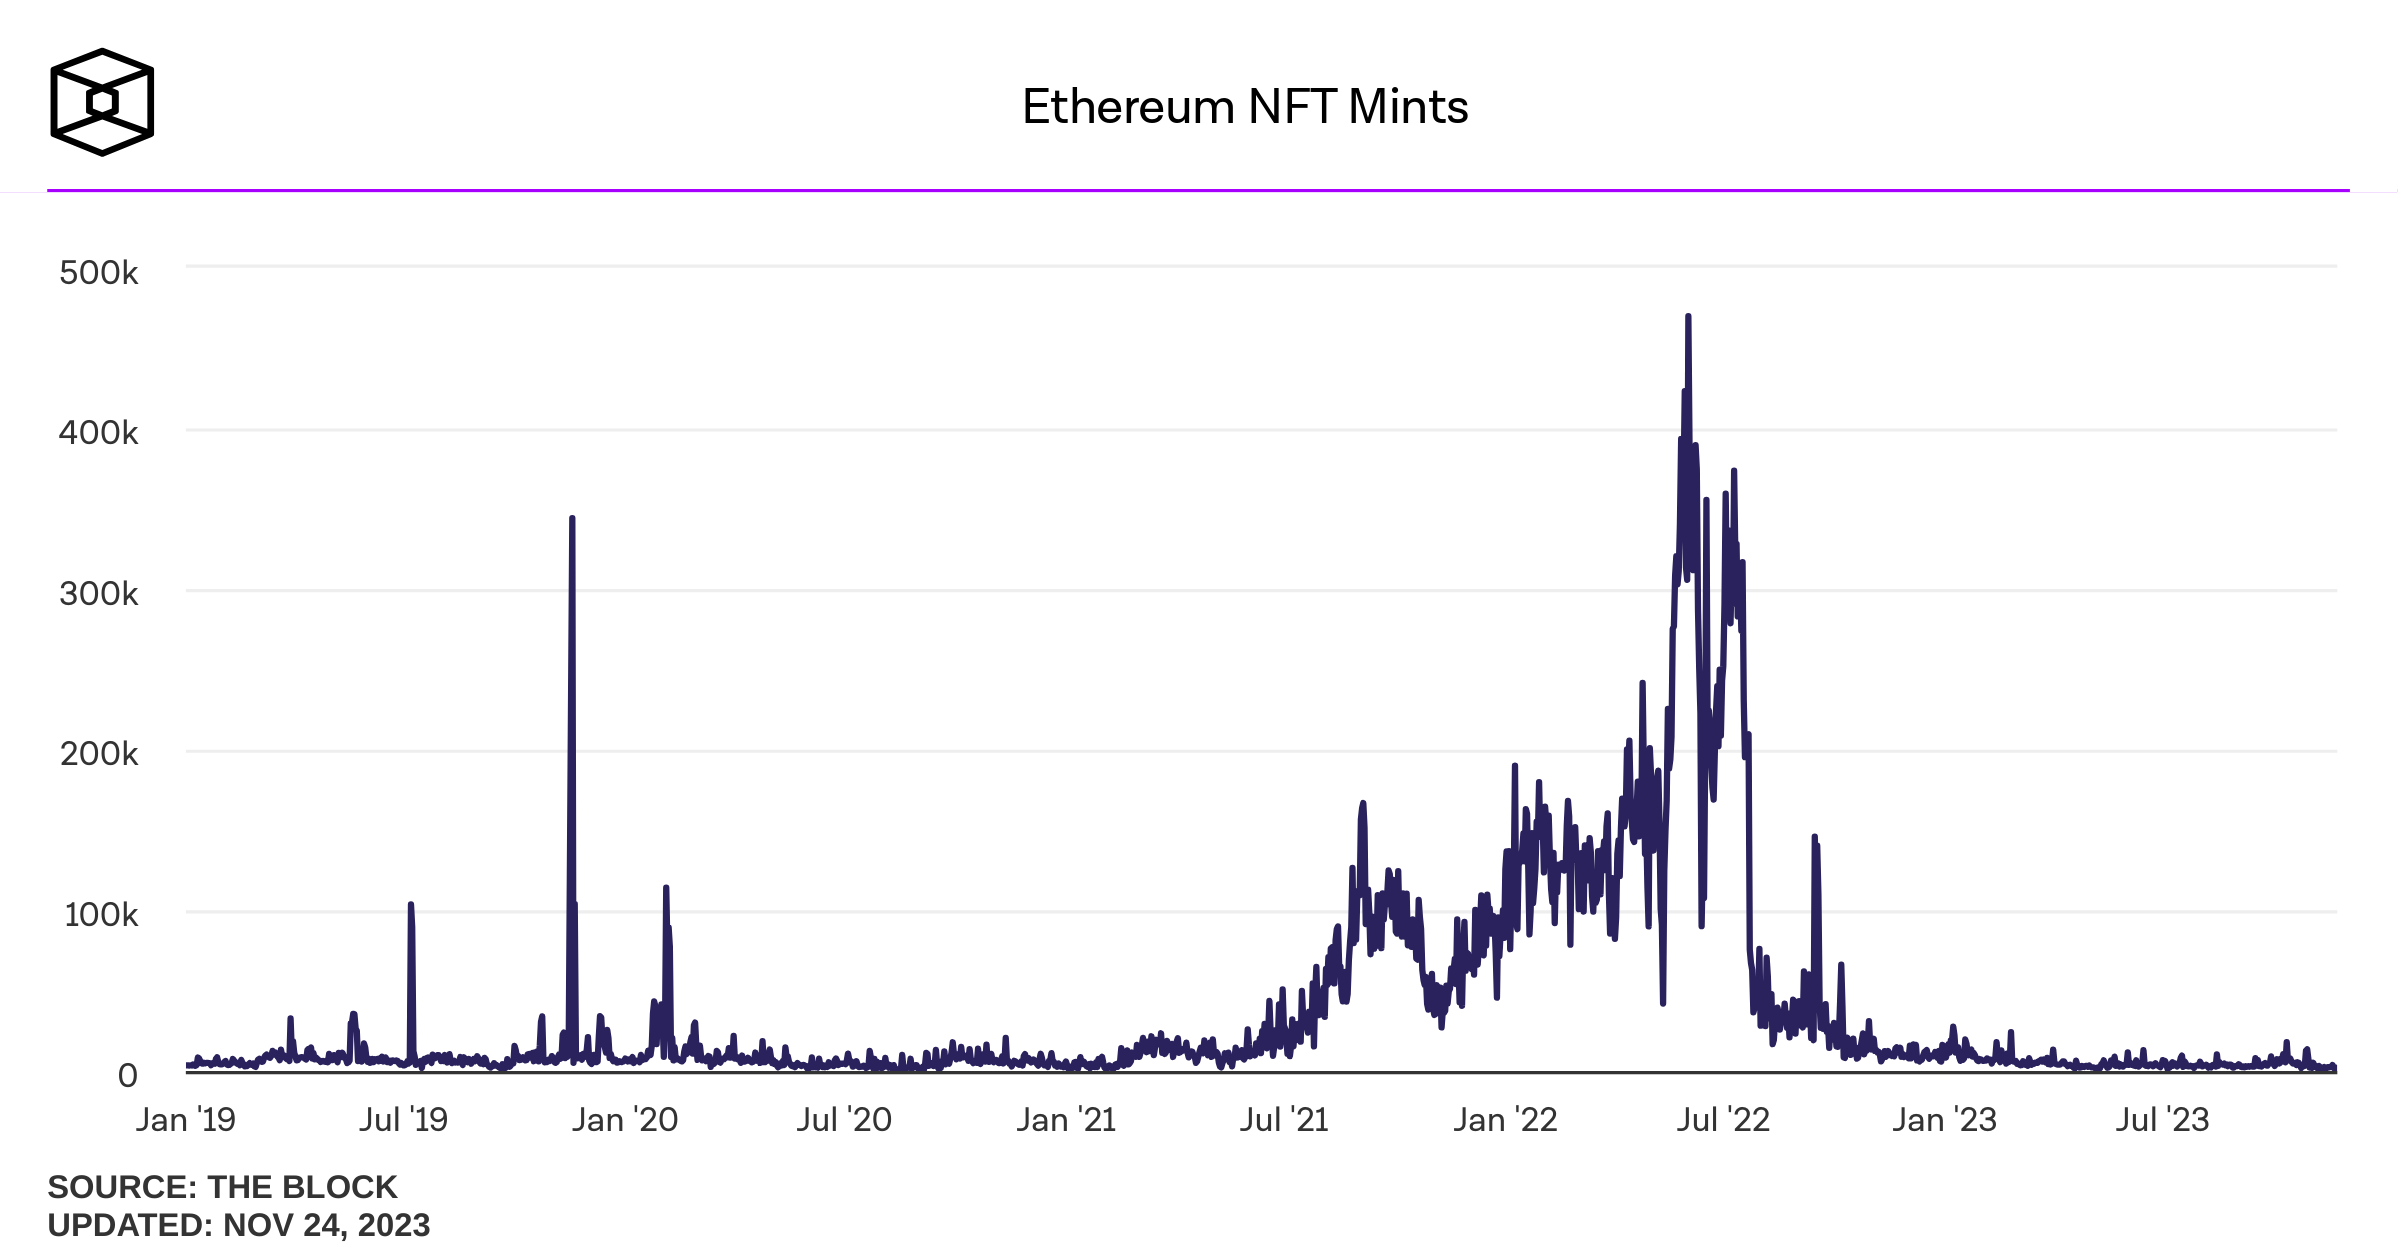 Ethereum NFT Mints
500k
400k
300k
200k
100k
0
Jan '19 Jul '19 Jan '20 Jul '20 Jan '21 Jul '21 Jan '22 Jul '22 Jan '23 Jul '23
SOURCE: THE BLOCK
UPDATED: NOV 24, 2023